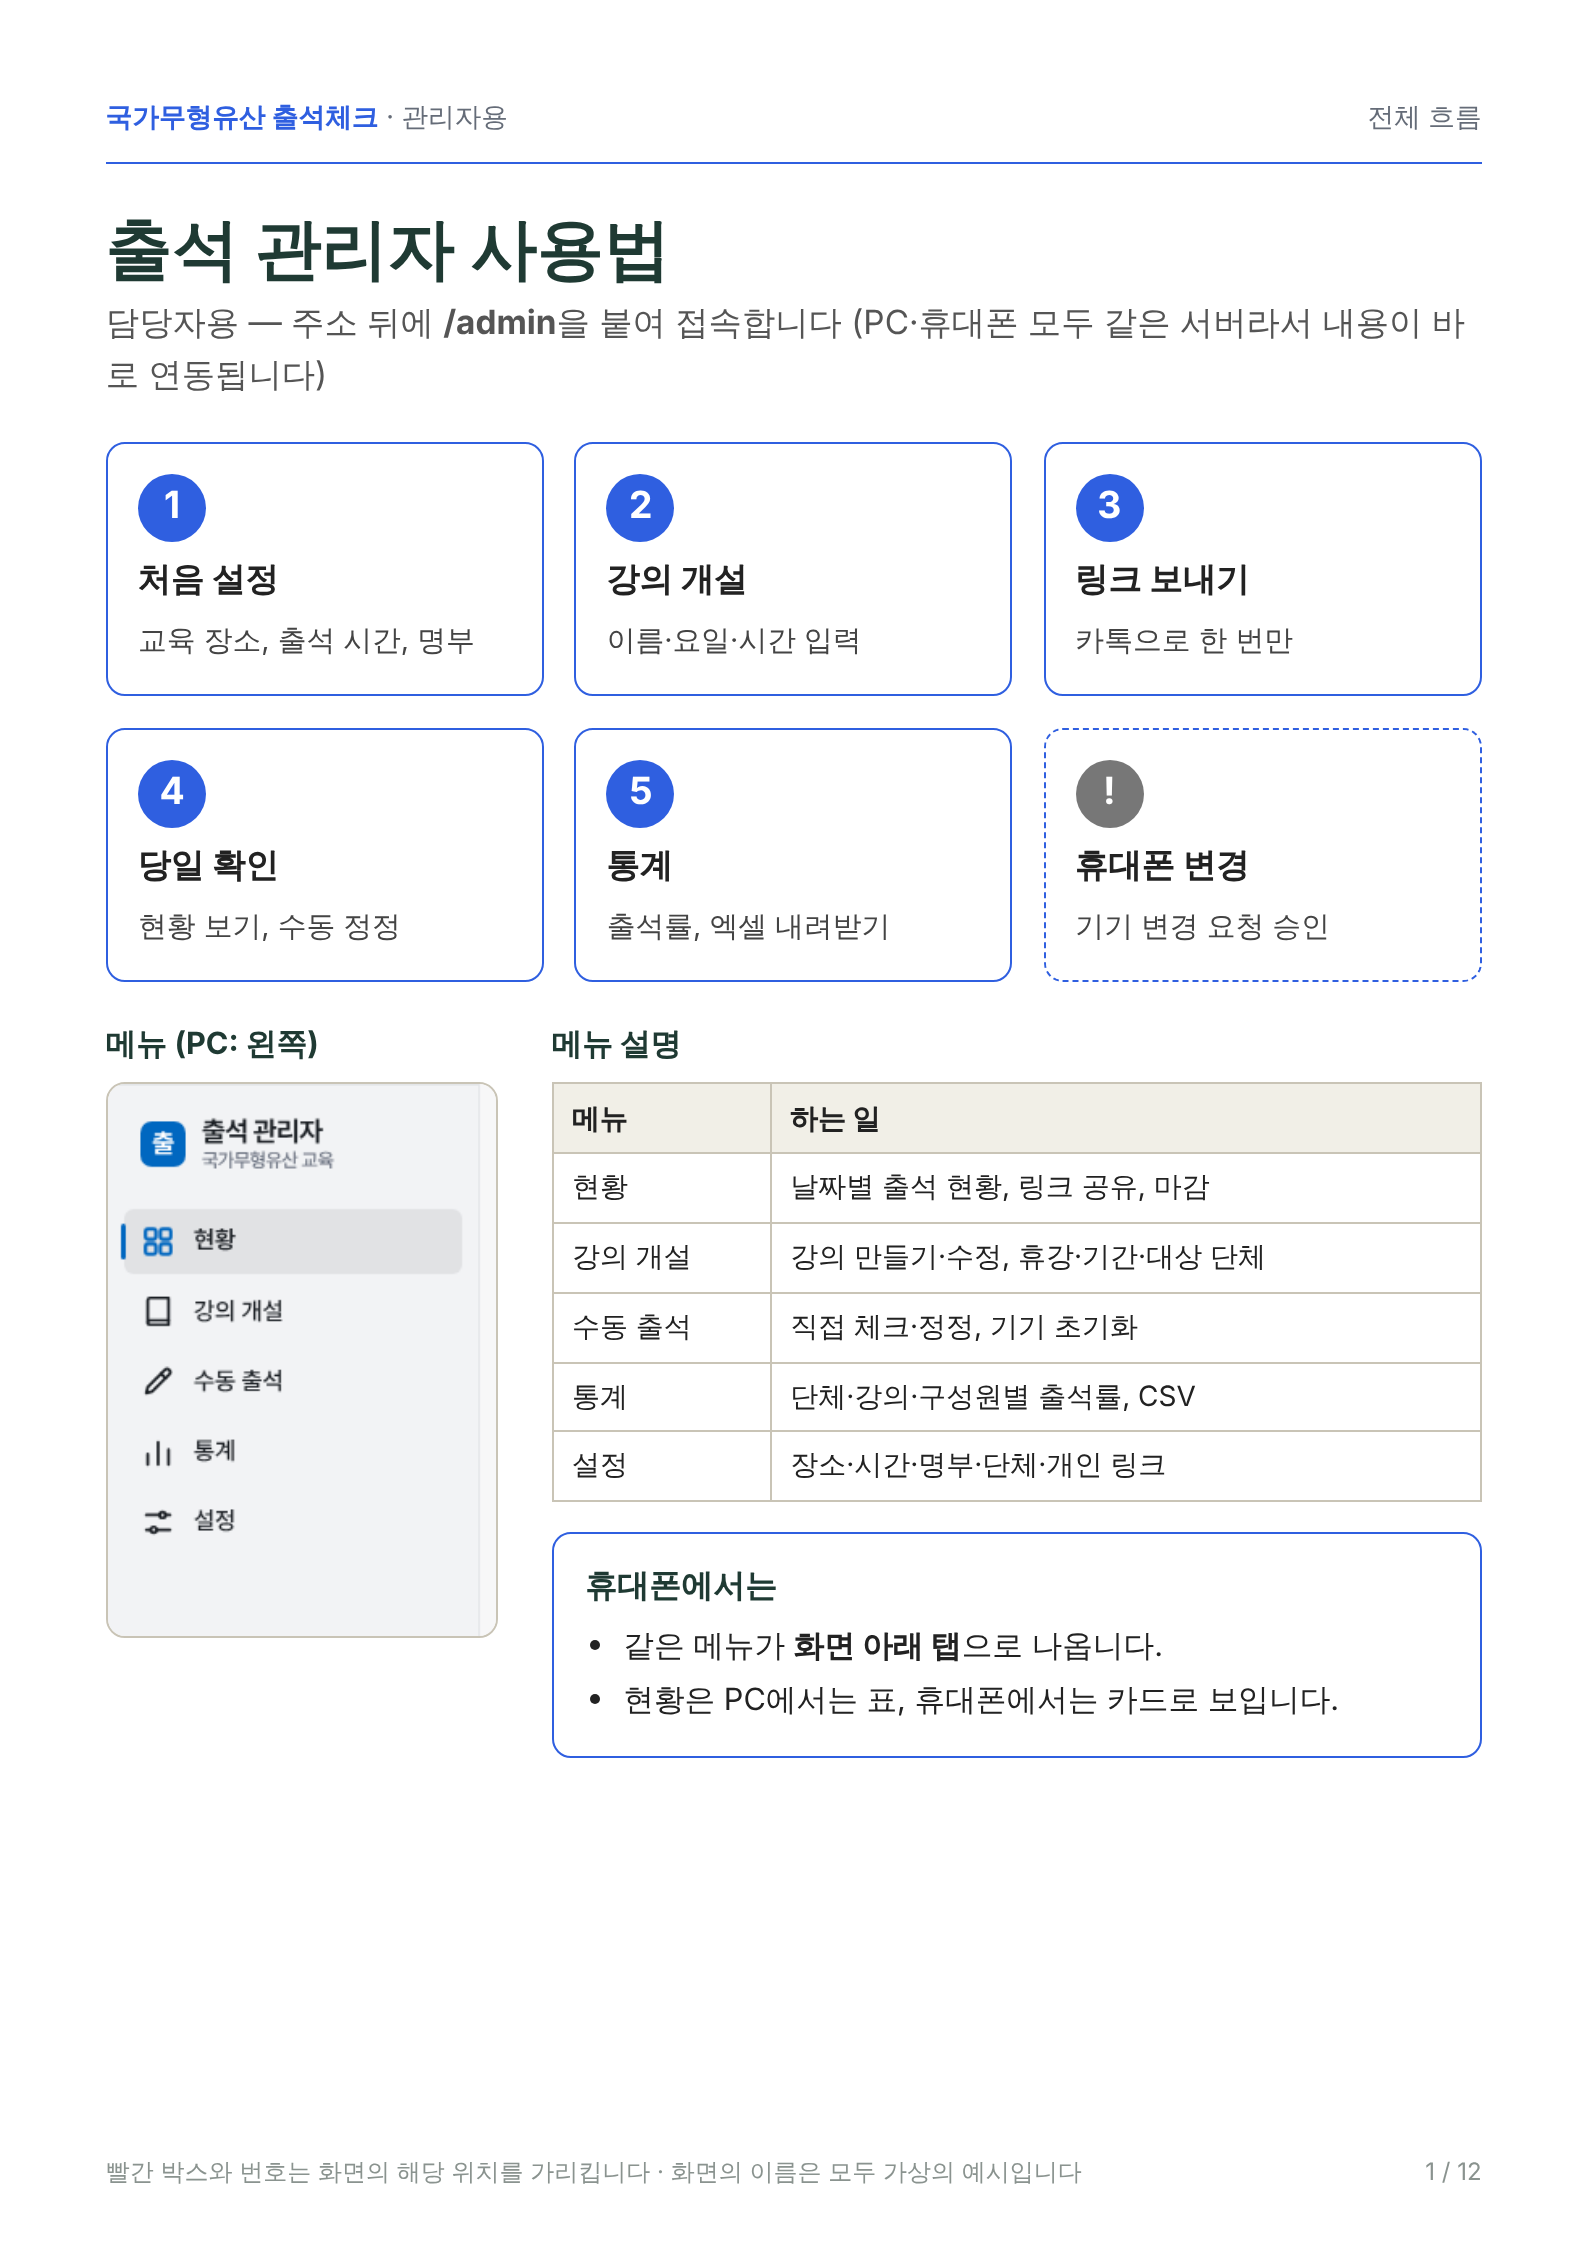 국가무형유산 출석체크 · 관리자용
전체 흐름
출석 관리자 사용법
담당자용 — 주소 뒤에 /admin을 붙여 접속합니다 (PC·휴대폰 모두 같은 서버라서 내용이 바
로 연동됩니다)
1
처음 설정
교육 장소, 출석 시간, 명부
2
강의 개설
이름·요일·시간 입력
3
링크 보내기
카톡으로 한 번만
4
당일 확인
현황 보기, 수동 정정
5
통계
출석률, 엑셀 내려받기
!
휴대폰 변경
기기 변경 요청 승인
메뉴 (PC: 왼쪽)
출
출석 관리자
국가무형유산 교육
현황
강의 개설
수동 출석
통계
설정
메뉴 설명
메뉴 하는 일
현황 날짜별 출석 현황, 링크 공유, 마감
강의 개설 강의 만들기·수정, 휴강·기간·대상 단체
수동 출석 직접 체크·정정, 기기 초기화
통계 단체·강의·구성원별 출석률, CSV
설정 장소·시간·명부·단체·개인 링크
휴대폰에서는
• 같은 메뉴가 화면 아래 탭으로 나옵니다.
• 현황은 PC에서는 표, 휴대폰에서는 카드로 보입니다.
빨간 박스와 번호는 화면의 해당 위치를 가리킵니다 · 화면의 이름은 모두 가상의 예시입니다
1 / 12